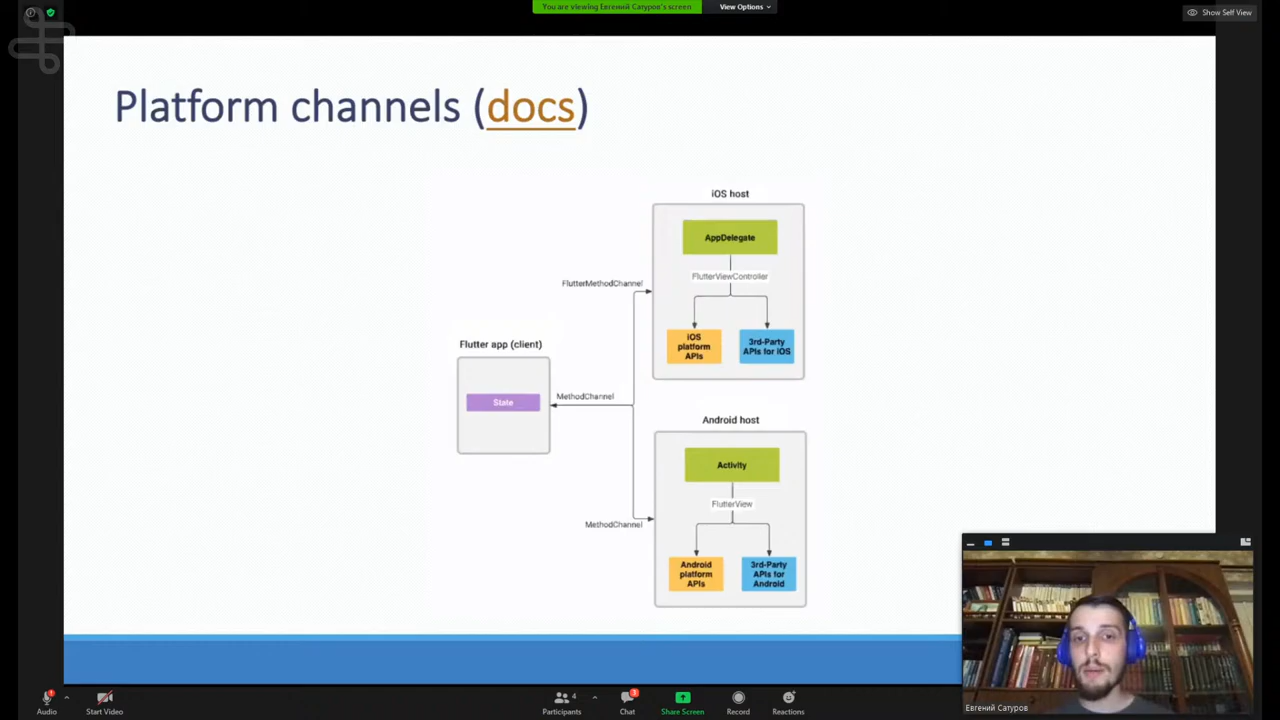 You are viewing Евгений Сатуров's screen
View Options
Show Self View
Platform channels (docs)
iOS host
AppDelegate
FlutterViewController
FlutterMethodChannel
iOS
platform
APIs
3rd-Party
APIs for iOS
Flutter app (client)
State
MethodChannel
Android host
Activity
FlutterView
MethodChannel
Android
platform
APIs
3rd-Party
APIs for
Android
Евгений Сатуров
Audio
Start Video
4
Participants
3
Chat
Share Screen
Record
Reactions